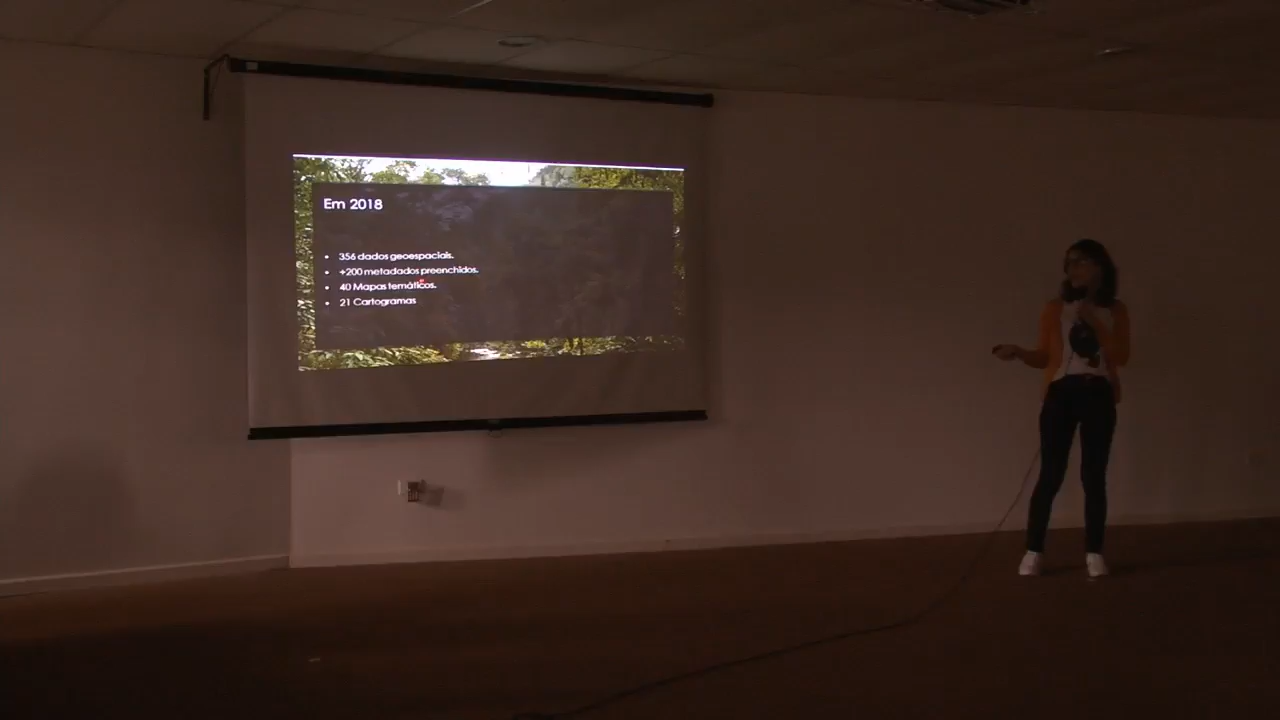 Em 2018
• 356 dados geoespaciais.
• +200 metadados preenchidos.
• 40 Mapas temáticos.
• 21 Cartogramas